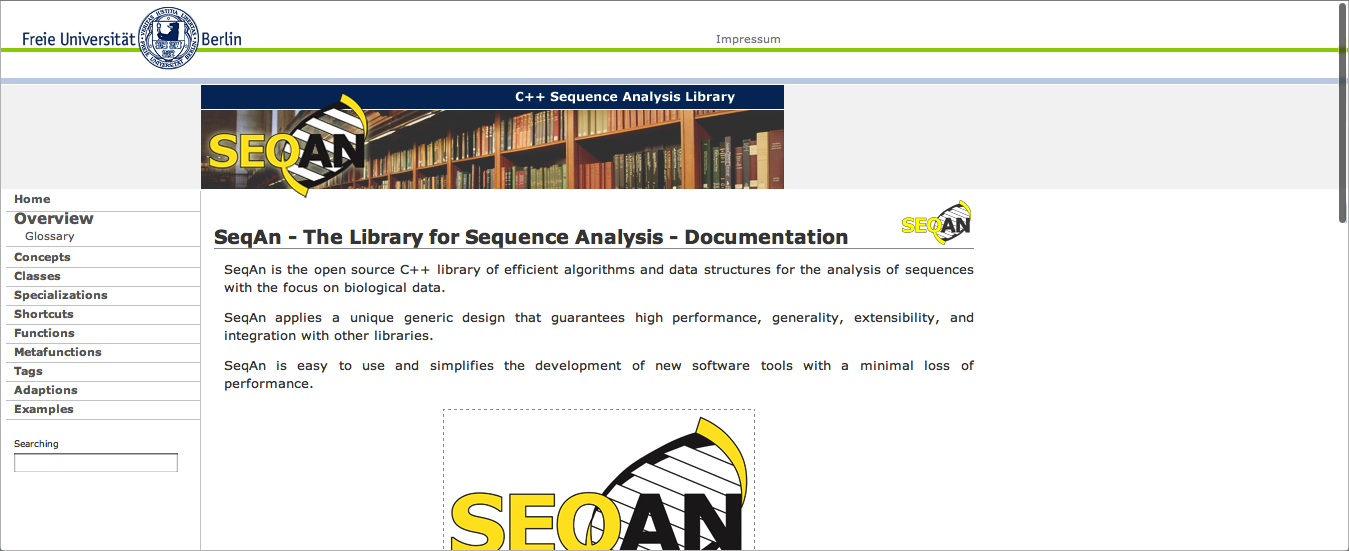 Freie Universität Berlin
Impressum
C++ Sequence Analysis Library
SEQAN
Home
Overview
Glossary
Concepts
Classes
Specializations
Shortcuts
Functions
Metafunctions
Tags
Adaptions
Examples
Searching
SEQAN
SeqAn - The Library for Sequence Analysis - Documentation
SeqAn is the open source C++ library of efficient algorithms and data structures for the analysis of sequences
with the focus on biological data.
SeqAn applies a unique generic design that guarantees high performance, generality, extensibility, and
integration with other libraries.
SeqAn is easy to use and simplifies the development of new software tools with a minimal loss of
performance.
SEQAN